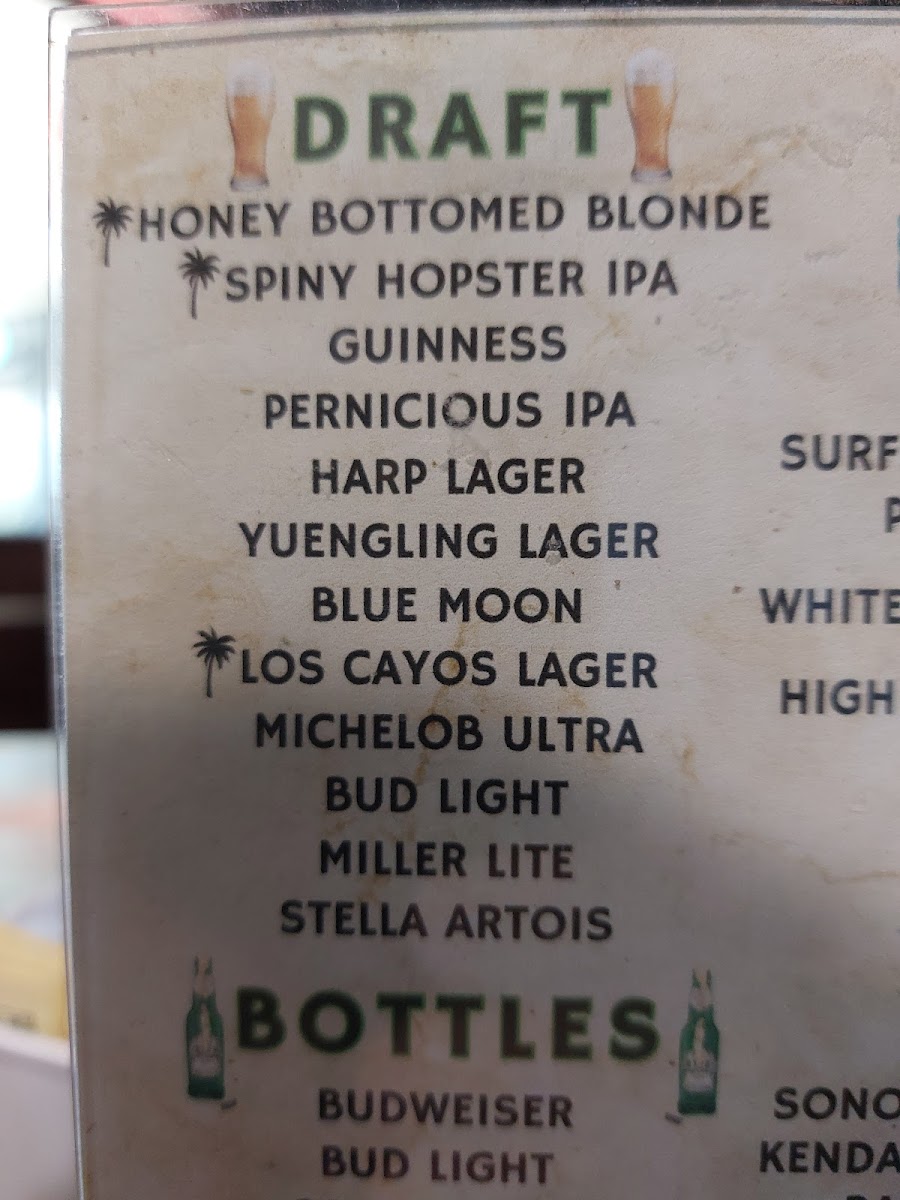 DRAFT
HONEY BOTTOMED BLONDE
SPINY HOPSTER IPA
GUINNESS
PERNICIOUS IPA
HARP LAGER
YUENGLING LAGER
BLUE MOON
LOS CAYOS LAGER
MICHELOB ULTRA
BUD LIGHT
MILLER LITE
STELLA ARTOIS
BOTTLES
BUDWEISER
BUD LIGHT
SURF
P
WHITE
HIGH
SONO
KENDA